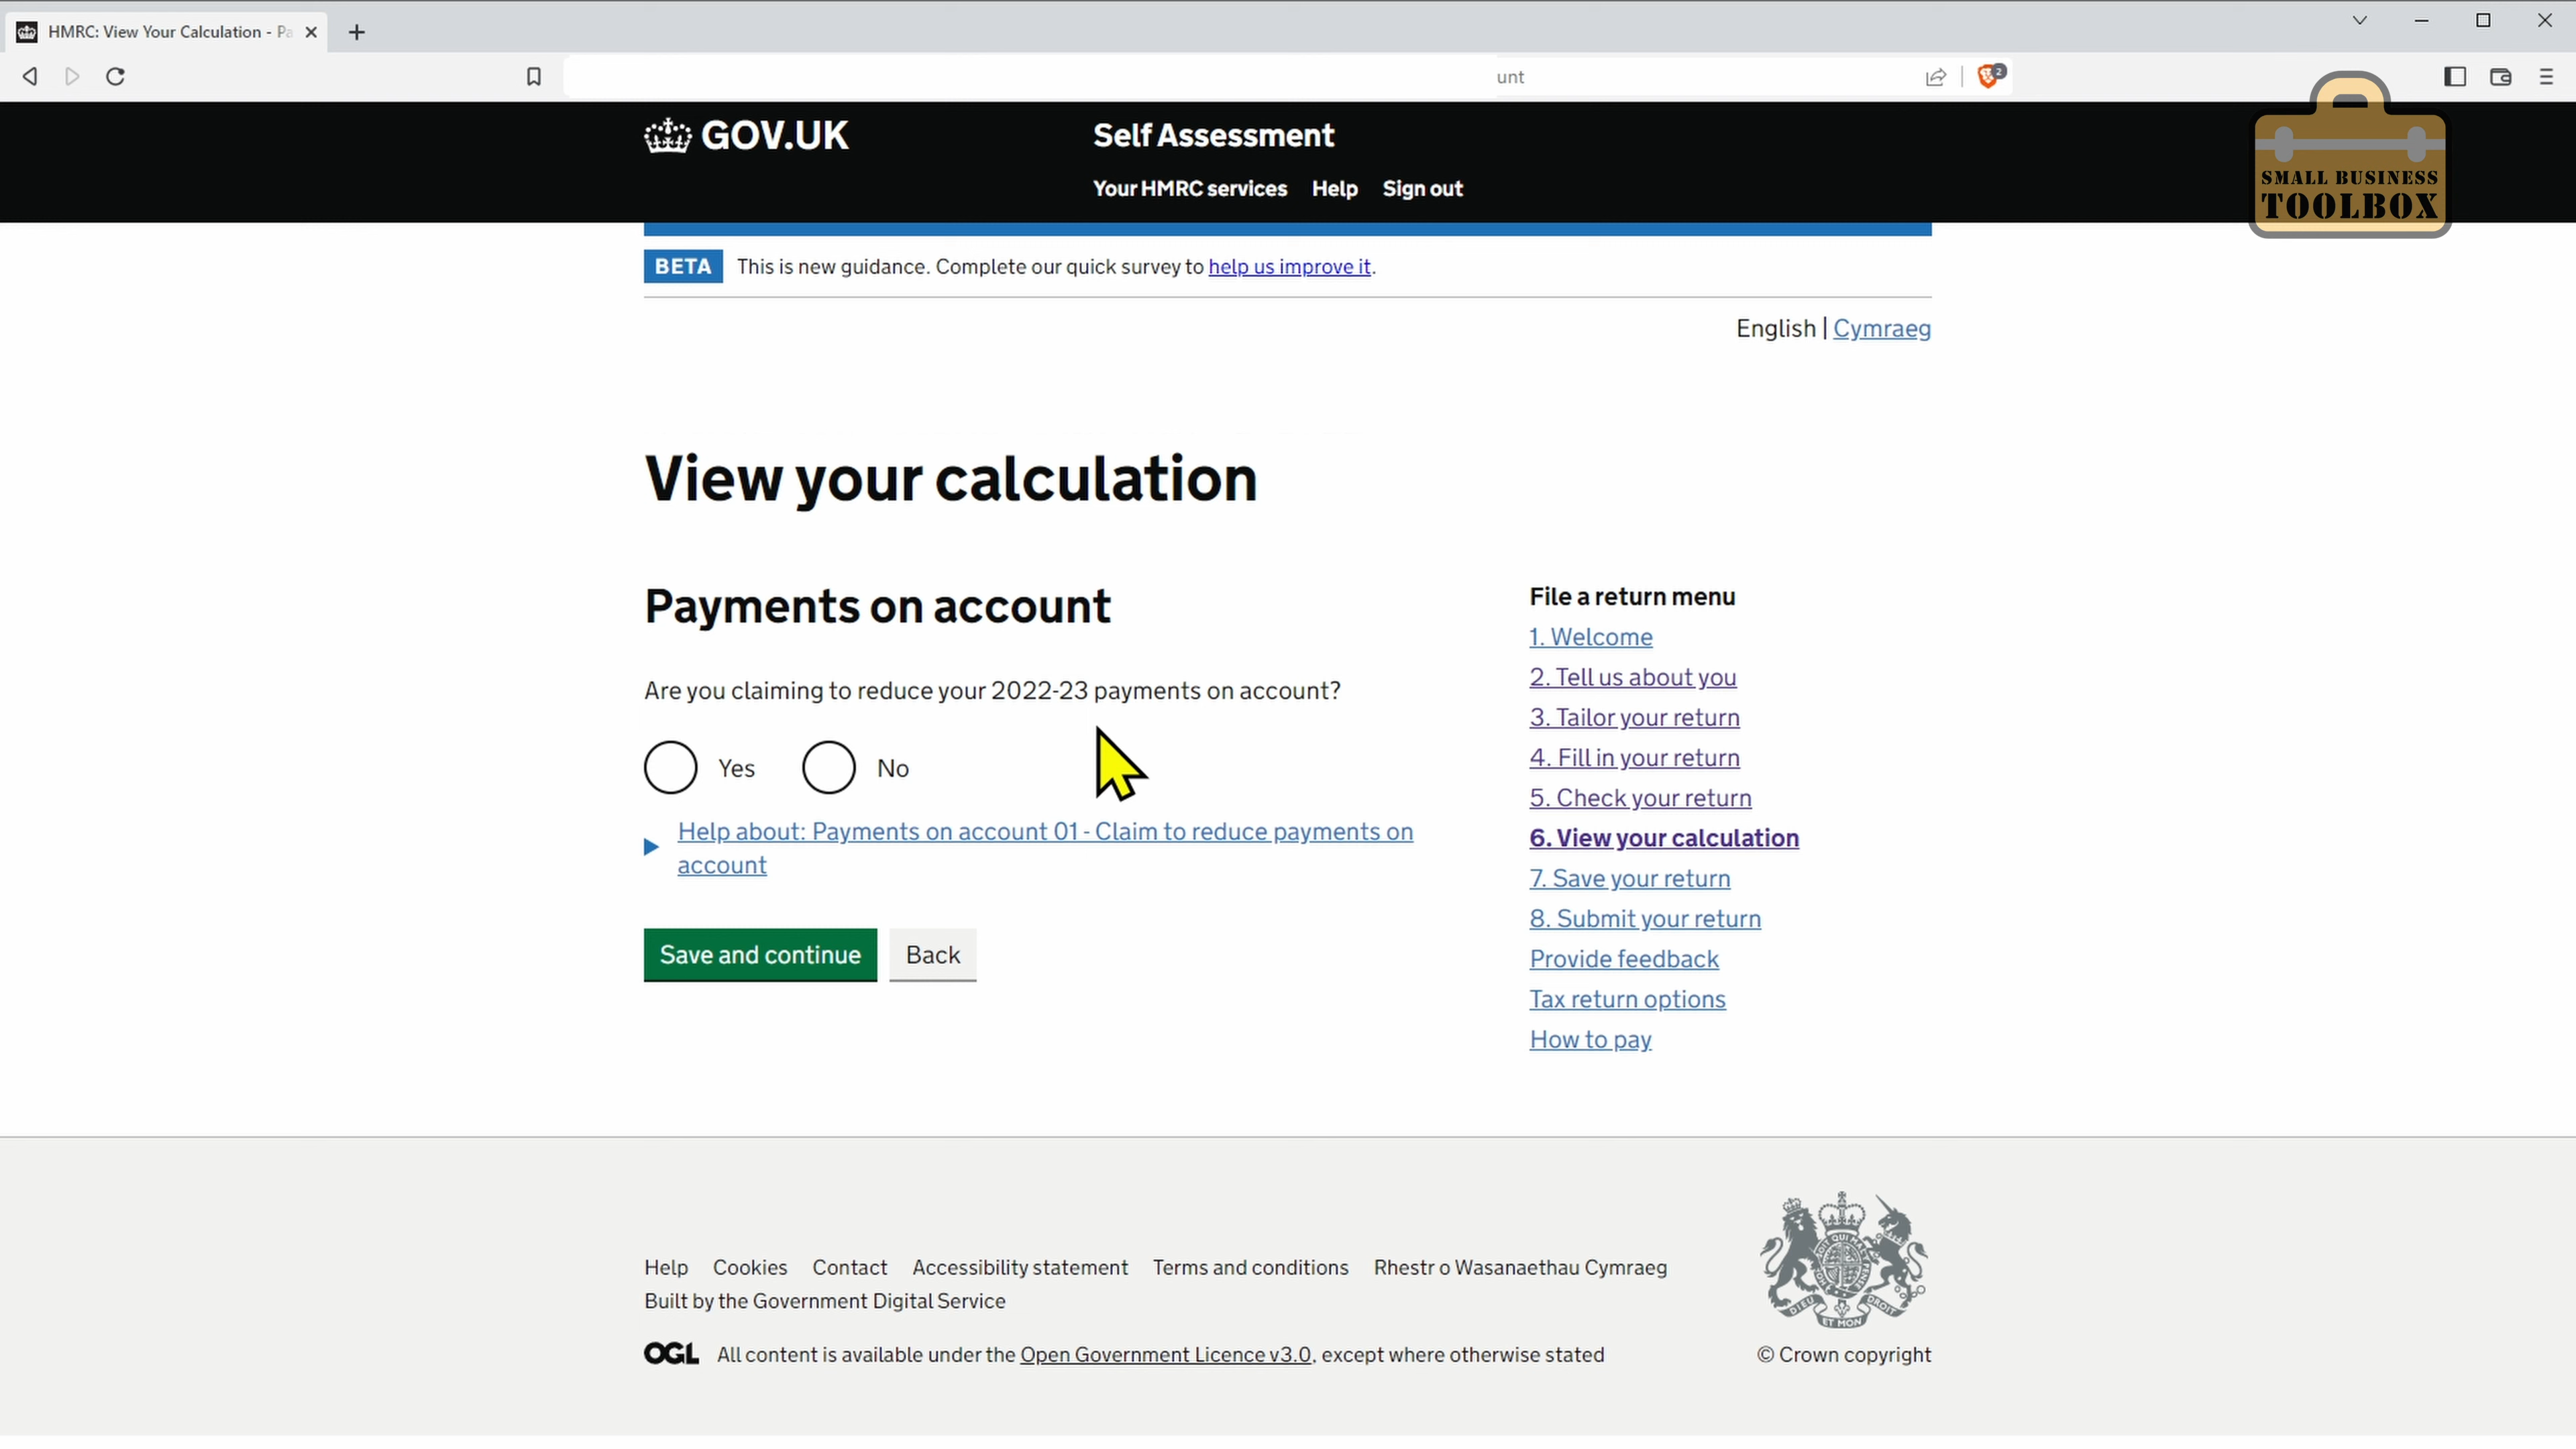 HMRC: View Your Calculation - Pa
unt
2
GOV.UK
Self Assessment
Your HMRC services Help Sign out
SMALL BUSINESS
TOOLBOX
BETA This is new guidance. Complete our quick survey to help us improve it.
English | Cymraeg
View your calculation
Payments on account
Are you claiming to reduce your 2022-23 payments on account?
Yes No
Help about: Payments on account 01 - Claim to reduce payments on
account
Save and continue Back
File a return menu
1. Welcome
2. Tell us about you
3. Tailor your return
4. Fill in your return
5. Check your return
6. View your calculation
7. Save your return
8. Submit your return
Provide feedback
Tax return options
How to pay
Help Cookies Contact Accessibility statement Terms and conditions Rhestr o Wasanaethau Cymraeg
Built by the Government Digital Service
OGL All content is available under the Open Government Licence v3.0, except where otherwise stated
DIEU ET MON DROIT
© Crown copyright